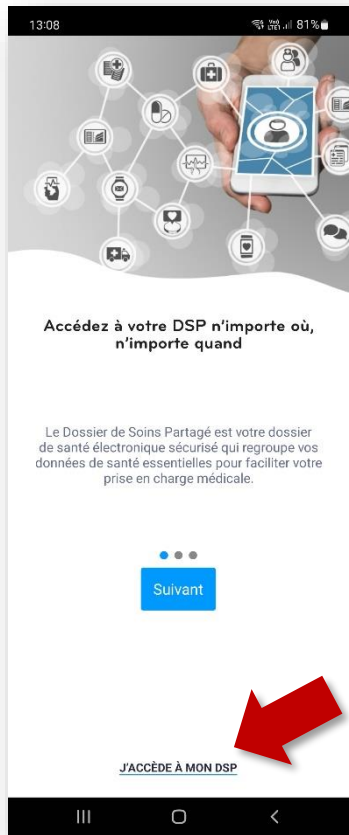 13:08
Vo) LTE1 81%
Accédez à votre DSP n'importe où,
n'importe quand
Le Dossier de Soins Partagé est votre dossier
de santé électronique sécurisé qui regroupe vos
données de santé essentielles pour faciliter votre
prise en charge médicale.
Suivant
J'ACCÈDE À MON DSP